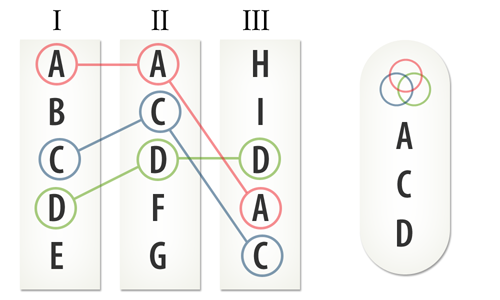 I II III
A A H
B C I
C D D
D F A
E G C
A
C
D